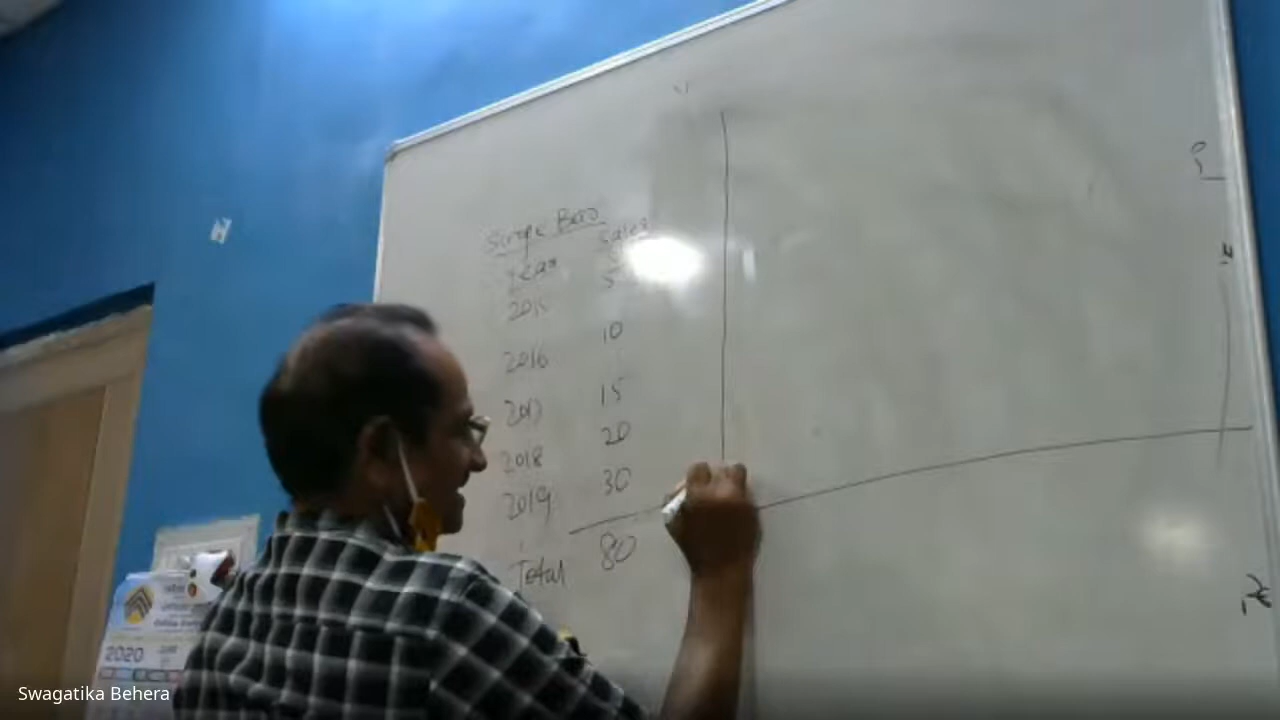 Simple Bar
Year Sales
2015 5
2016 10
2017 15
2018 20
2019 30
Total 80
2020
Swagatika Behera